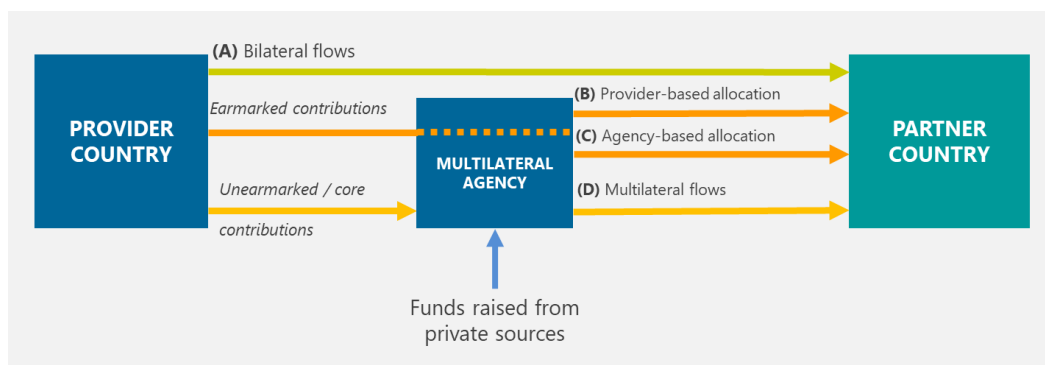 (A) Bilateral flows
PROVIDER
COUNTRY
Earmarked contributions
Unearmarked / core
contributions
MULTILATERAL
AGENCY
(B) Provider-based allocation
(C) Agency-based allocation
(D) Multilateral flows
PARTNER
COUNTRY
Funds raised from
private sources